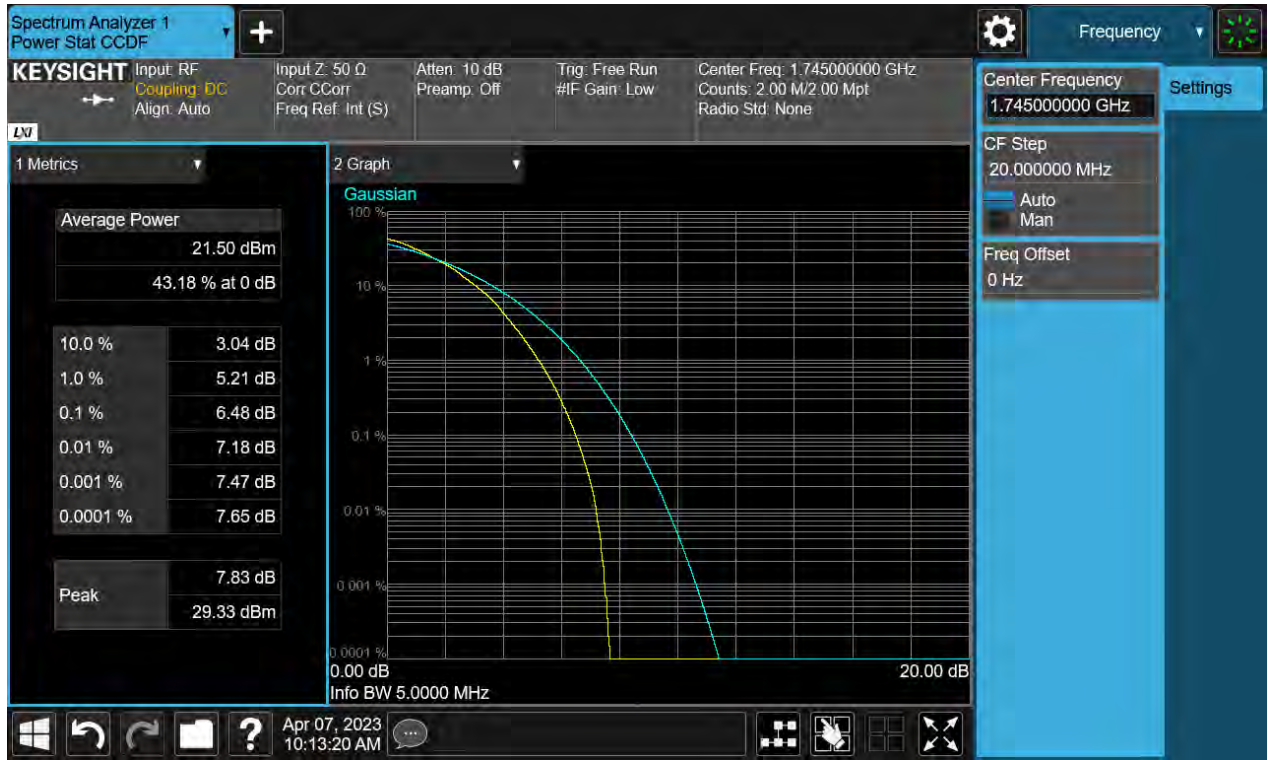 Spectrum Analyzer 1
Power Stat CCDF
Frequency
KEYSIGHT
Input: RF
Coupling: DC
Align: Auto
Input Z: 50 Ω
Corr CCorr
Freq Ref: Int (S)
Atten: 10 dB
Preamp: Off
Trig: Free Run
#IF Gain: Low
Center Freq: 1.745000000 GHz
Counts: 2.00 M/2.00 Mpt
Radio Std: None
LXI
Center Frequency
1.745000000 GHz
Settings
CF Step
20.000000 MHz
Auto
Man
Freq Offset
0 Hz
1 Metrics
Average Power
21.50 dBm
43.18 % at 0 dB
10.0 % 3.04 dB
1.0 % 5.21 dB
0.1 % 6.48 dB
0.01 % 7.18 dB
0.001 % 7.47 dB
0.0001 % 7.65 dB
Peak
7.83 dB
29.33 dBm
2 Graph
Gaussian
100 %
10 %
1 %
0.1 %
0.01 %
0.001 %
0.0001 %
0.00 dB 20.00 dB
Info BW 5.0000 MHz
?
Apr 07, 2023
10:13:20 AM